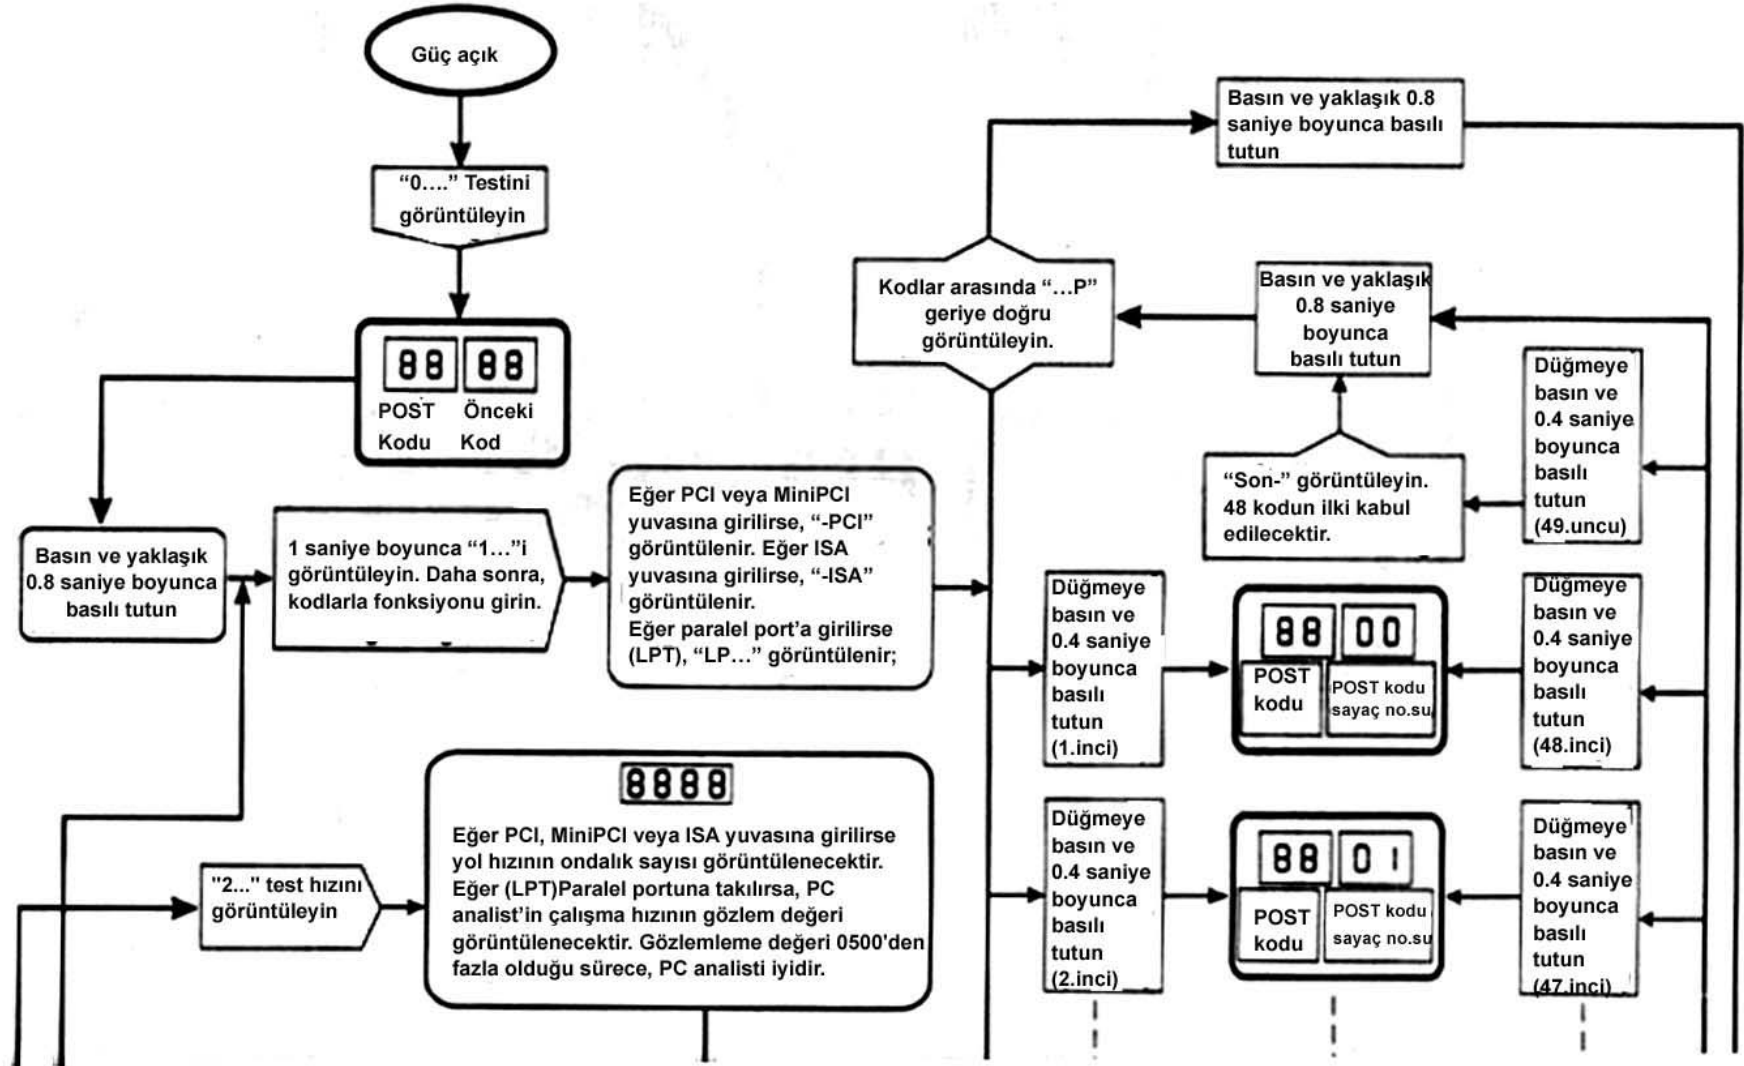 Güç açık
“0....” Testini
görüntüleyin
88 88
POST Önceki
Kodu Kod
Basın ve yaklaşık
0.8 saniye boyunca
basılı tutun
1 saniye boyunca “1...”i
görüntüleyin. Daha sonra,
kodlarla fonksiyonu girin.
Eğer PCI veya MiniPCI
yuvasına girilirse, “-PCI”
görüntülenir. Eğer ISA
yuvasına girilirse, “-ISA”
görüntülenir.
Eğer paralel port’a girilirse
(LPT), “LP...” görüntülenir;
"2..." test hızını
görüntüleyin
8888
Eğer PCI, MiniPCI veya ISA yuvasına girilirse
yol hızının ondalık sayısı görüntülenecektir.
Eğer (LPT)Paralel portuna takılırsa, PC
analist’in çalışma hızının gözlem değeri
görüntülenecektir. Gözlemleme değeri 0500'den
fazla olduğu sürece, PC analisti iyidir.
Basın ve yaklaşık 0.8
saniye boyunca basılı
tutun
Kodlar arasında “...P”
geriye doğru
görüntüleyin.
Basın ve yaklaşık
0.8 saniye
boyunca
basılı tutun
“Son-” görüntüleyin.
48 kodun ilki kabul
edilecektir.
Düğmeye
basın ve
0.4 saniye
boyunca
basılı
tutun
(49.uncu)
Düğmeye
basın ve
0.4 saniye
boyunca
basılı
tutun
(1.inci)
88 00
POST
kodu
POST kodu
sayaç no.su
Düğmeye
basın ve
0.4 saniye
boyunca
basılı
tutun
(48.inci)
Düğmeye
basın ve
0.4 saniye
boyunca
basılı
tutun
(2.inci)
88 01
POST
kodu
POST kodu
sayaç no.su
Düğmeye
basın ve
0.4 saniye
boyunca
basılı
tutun
(47.inci)